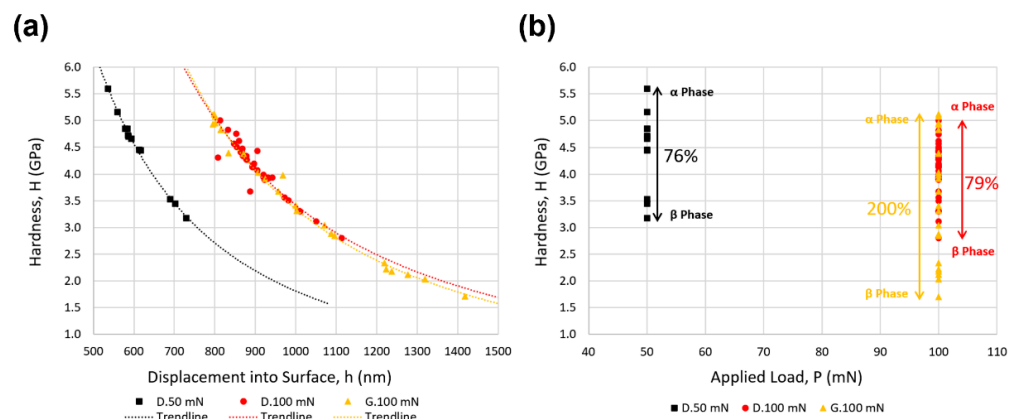 (a)
6.0
5.5
5.0
4.5
4.0
3.5
3.0
2.5
2.0
1.5
1.0
Hardness, H (GPa)
500 600 700 800 900 1000 1100 1200 1300 1400 1500
Displacement into Surface, h (nm)
D.50 mN D.100 mN G.100 mN
Trendline Trendline Trendline
(b)
6.0
5.5
5.0
4.5
4.0
3.5
3.0
2.5
2.0
1.5
1.0
Hardness, H (GPa)
α Phase
76%
β Phase
α Phase
200%
β Phase
α Phase
79%
β Phase
40 50 60 70 80 90 100 110
Applied Load, P (mN)
D.50 mN D.100 mN G.100 mN